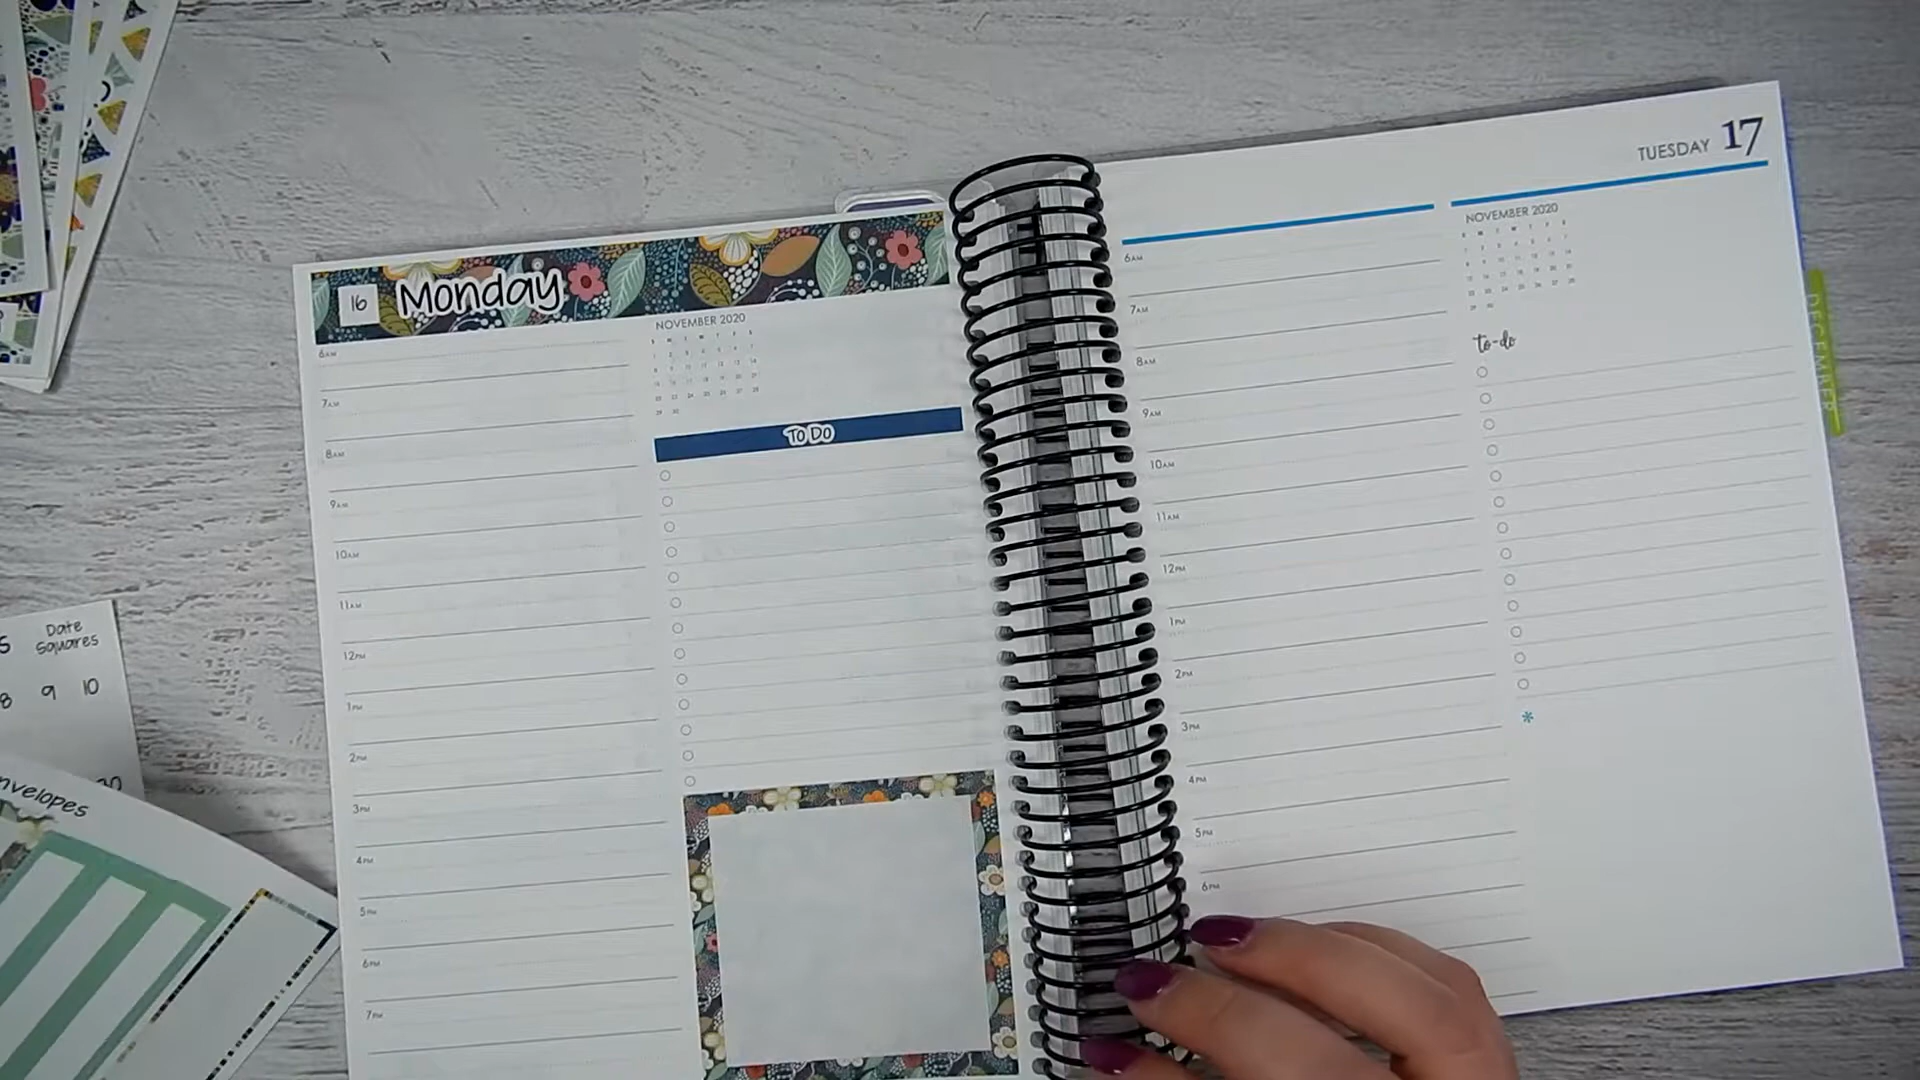 16 Monday
6AM
7AM
8AM
9AM
10AM
11AM
12PM
1PM
2PM
3PM
4PM
5PM
6PM
7PM
NOVEMBER 2020
TO DO
TUESDAY 17
6AM
7AM
8AM
9AM
10AM
11AM
12PM
1PM
2PM
3PM
4PM
5PM
6PM
NOVEMBER 2020
to-do
*
DECEMBER
Date
Squares
8 9 10